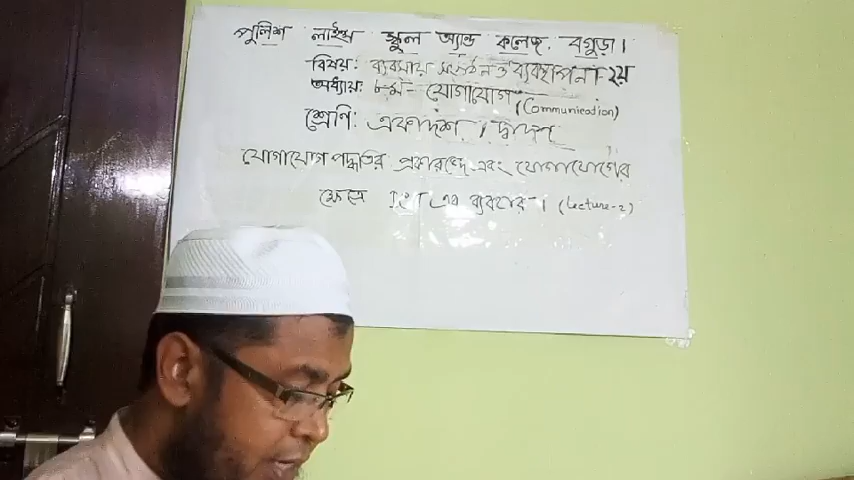 পুলিশ লাইন্স স্কুল অ্যান্ড কলেজ, বগুড়া।
বিষয়: ব্যবসায় সংগঠন ও ব্যবস্থাপনা ২য়
অধ্যায়: ৮ম- যোগাযোগ (Communication)
শ্রেণি: একাদশ / দ্বাদশ
যোগাযোগ পদ্ধতির প্রকারভেদ এবং যোগাযোগের
ক্ষেত্রে ICT এর ব্যবহার। (Lecture-2)